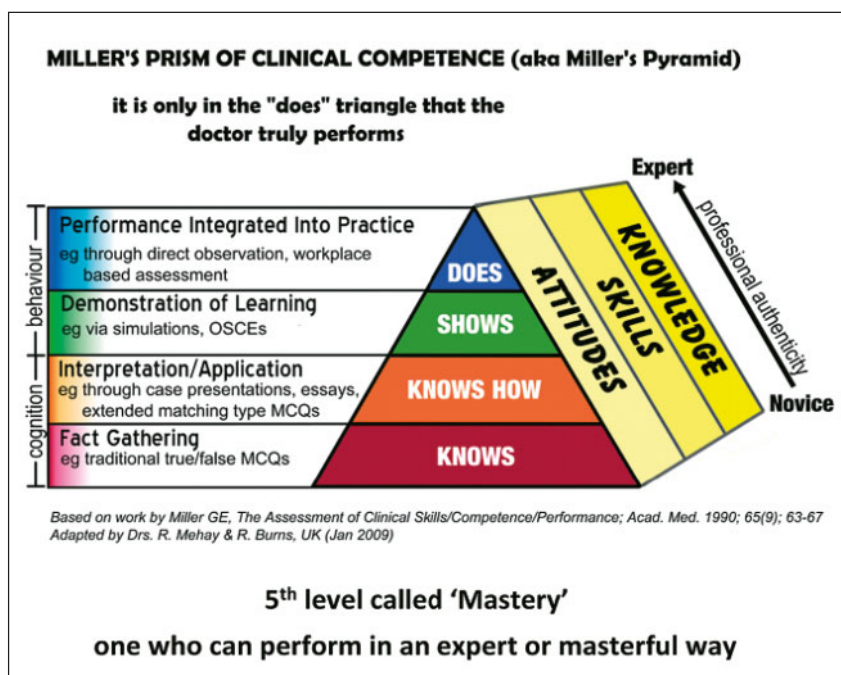 MILLER'S PRISM OF CLINICAL COMPETENCE (aka Miller's Pyramid)
it is only in the "does" triangle that the
doctor truly performs
Expert
professional authenticity
Novice
behaviour
cognition
Performance Integrated Into Practice
eg through direct observation, workplace
based assessment
DOES
Demonstration of Learning
eg via simulations, OSCEs
SHOWS
Interpretation/Application
eg through case presentations, essays,
extended matching type MCQs
KNOWS HOW
Fact Gathering
eg traditional true/false MCQs
KNOWS
ATTITUDES
SKILLS
KNOWLEDGE
Based on work by Miller GE, The Assessment of Clinical Skills/Competence/Performance; Acad. Med. 1990; 65(9); 63-67
Adapted by Drs. R. Mehay & R. Burns, UK (Jan 2009)
5th level called ‘Mastery’
one who can perform in an expert or masterful way